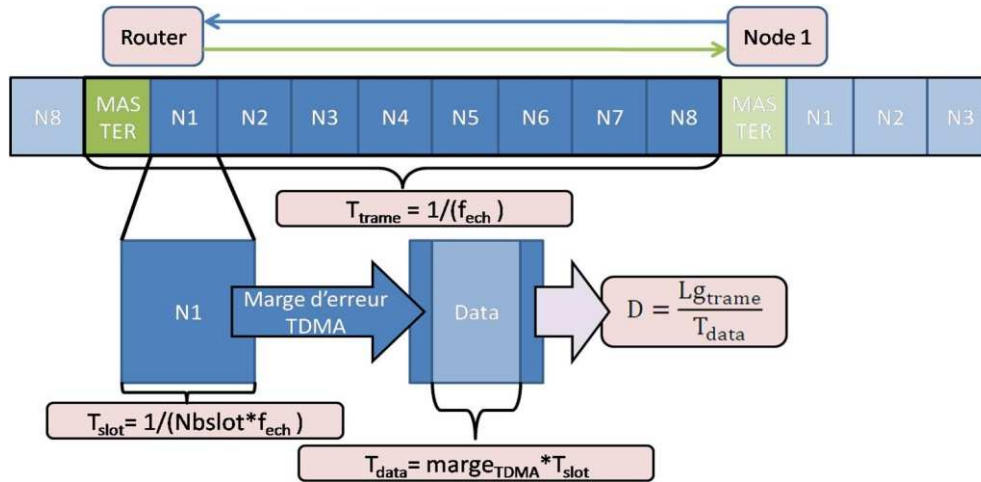 Router
Node 1
N8
MAS
TER
N1
N2
N3
N4
N5
N6
N7
N8
MAS
TER
N1
N2
N3
T_trame = 1/(f_ech )
N1
Marge d'erreur
TDMA
Data
D = Lg_trame / T_data
T_slot= 1/(Nbslot*f_ech )
T_data= marge_TDMA*T_slot